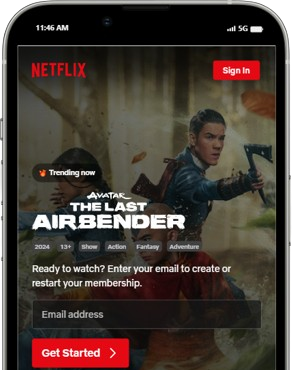 11:46 AM
5G
NETFLIX
Sign In
Trending now
AVATAR
THE LAST
AIRBENDER
2024 13+ Show Action Fantasy Adventure
Ready to watch? Enter your email to create or
restart your membership.
Email address
Get Started